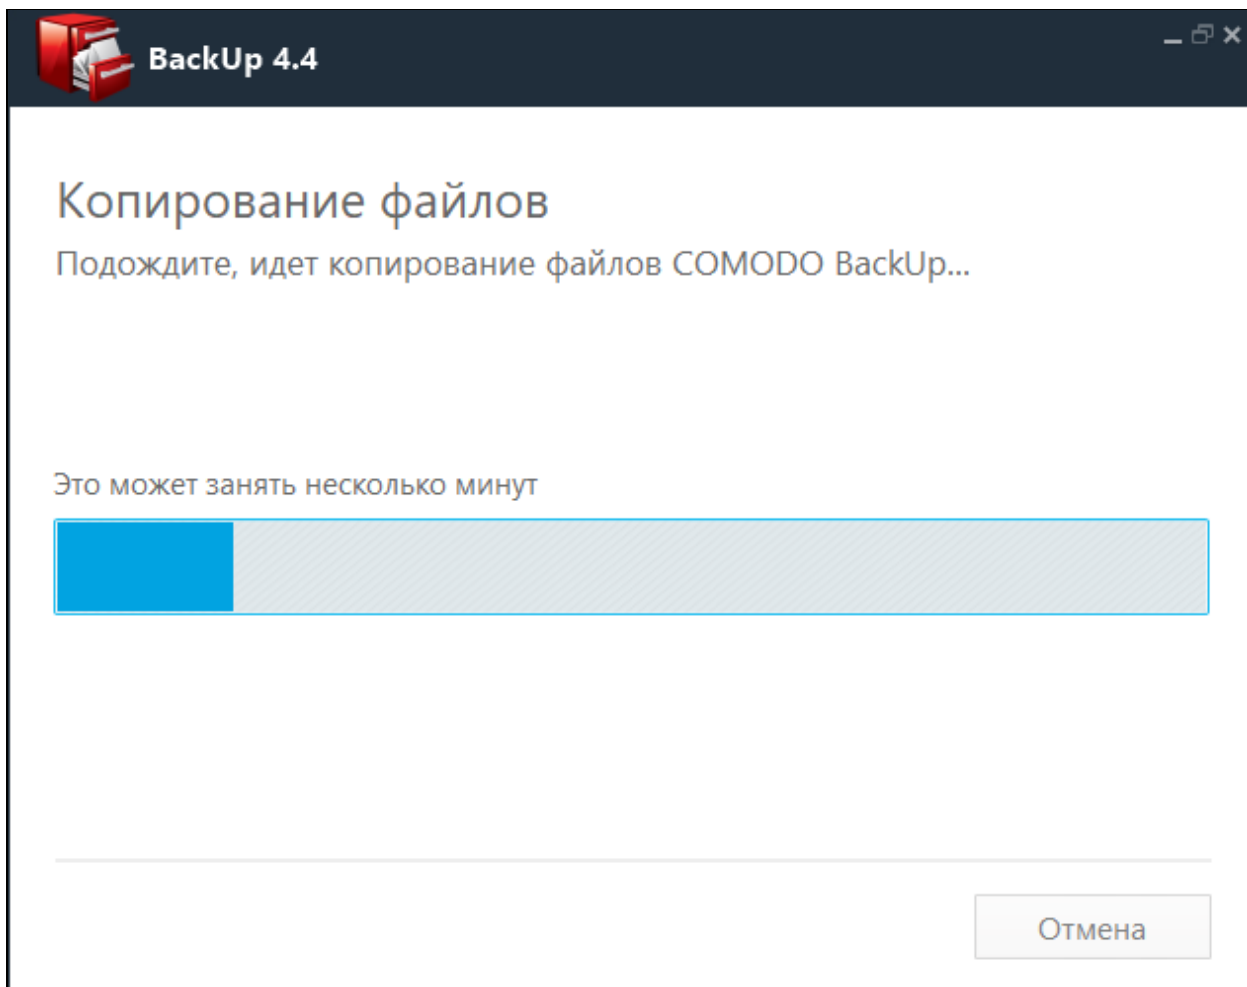 BackUp 4.4
Копирование файлов
Подождите, идет копирование файлов COMODO BackUp...
Это может занять несколько минут
Отмена